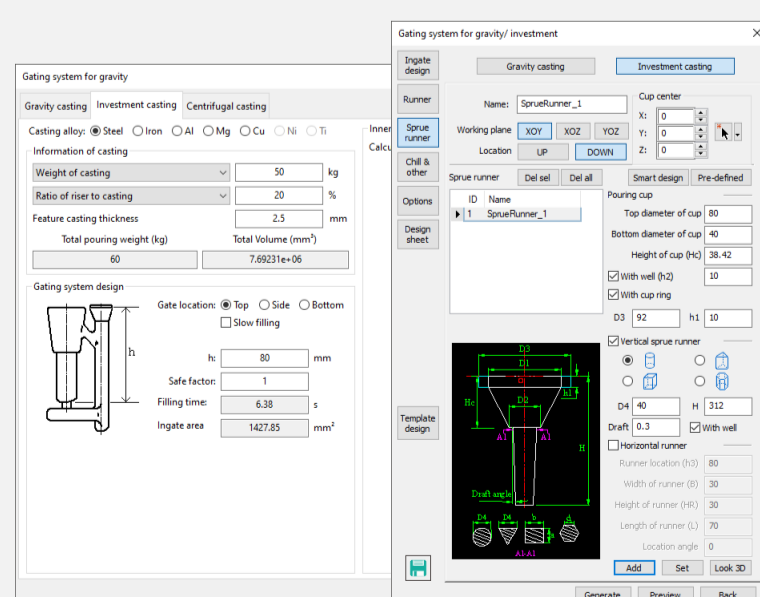 Gating system for gravity
Gravity casting Investment casting Centrifugal casting
Casting alloy: Steel Iron Al Mg Cu Ni Ti
Inner
Information of casting
Calcu
Weight of casting 50 kg
Ratio of riser to casting 20 %
Feature casting thickness 2.5 mm
Total pouring weight (kg) Total Volume (mm³)
60 7.69231e+06
Gating system design
Gate location: Top Side Bottom
Slow filling
h
h: 80 mm
Safe factor: 1
Filling time: 6.38 s
Ingate area 1427.85 mm²
Gating system for gravity/ investment
Ingate design
Runner
Sprue runner
Chill & other
Options
Design sheet
Template design
Gravity casting Investment casting
Name: SprueRunner_1
Working plane XOY XOZ YOZ
Location UP DOWN
Cup center
X: 0
Y: 0
Z: 0
Sprue runner Del sel Del all Smart design Pre-defined
ID Name
1 SprueRunner_1
Pouring cup
Top diameter of cup 80
Bottom diameter of cup 40
Height of cup (Hc) 38.42
With well (h2) 10
With cup ring
D3 92 h1 10
Vertical sprue runner
D4 40 H 312
Draft 0.3 With well
Horizontal runner
Runner location (h3) 80
Width of runner (B) 30
Height of runner (HR) 30
Length of runner (L) 70
Location angle 0
D3
D1
h1
Hc
D2
A1 A1
H
Draft angle
D4 D4 b d
a
A1-A1
Add Set Look 3D
Generate Preview Back